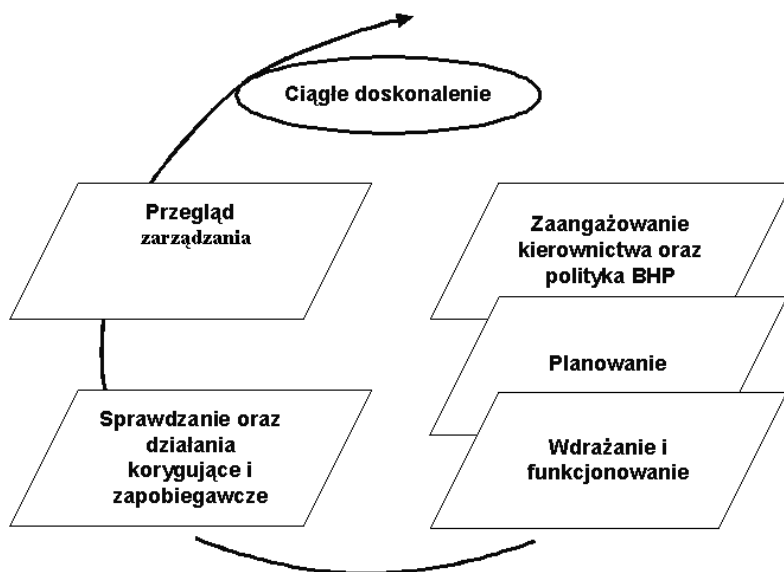 Ciągłe doskonalenie
Przegląd
zarządzania
Zaangażowanie
kierownictwa oraz
polityka BHP
Planowanie
Sprawdzanie oraz
działania
korygujące i
zapobiegawcze
Wdrażanie i
funkcjonowanie